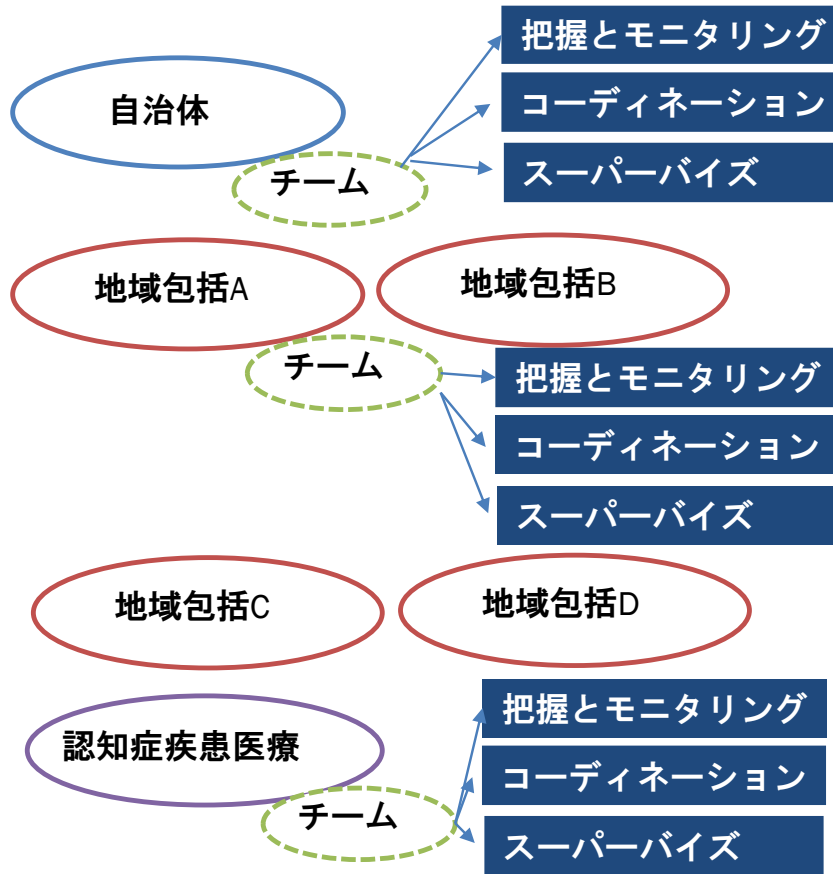 把握とモニタリング
自治体
コーディネーション
スーパーバイズ
チーム
地域包括A
地域包括B
チーム
把握とモニタリング
コーディネーション
スーパーバイズ
地域包括C
地域包括D
把握とモニタリング
認知症疾患医療
コーディネーション
チーム
スーパーバイズ